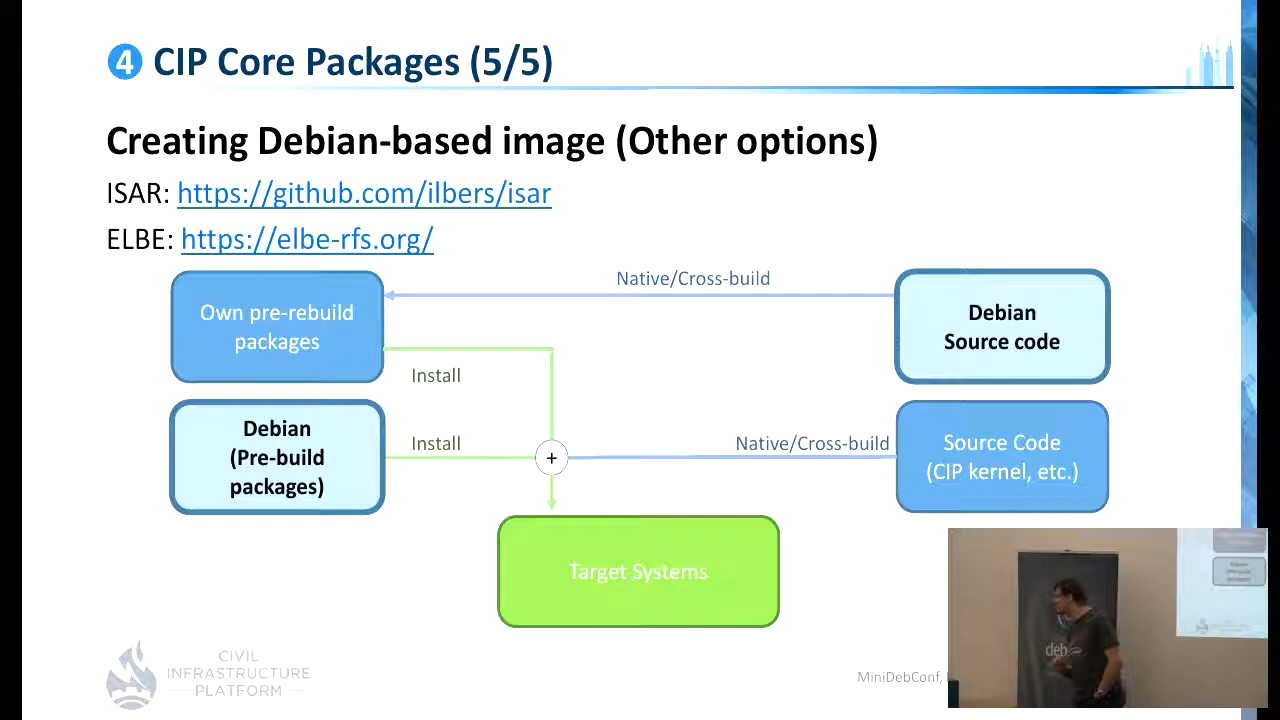 4 CIP Core Packages (5/5)
Creating Debian-based image (Other options)
ISAR: https://github.com/ilbers/isar
ELBE: https://elbe-rfs.org/
Native/Cross-build
Own pre-rebuild
packages
Debian
Source code
Install
Debian
(Pre-build
packages)
Install
Native/Cross-build
Source Code
(CIP kernel, etc.)
Target Systems
CIVIL
INFRASTRUCTURE
PLATFORM
MiniDebConf,
deb